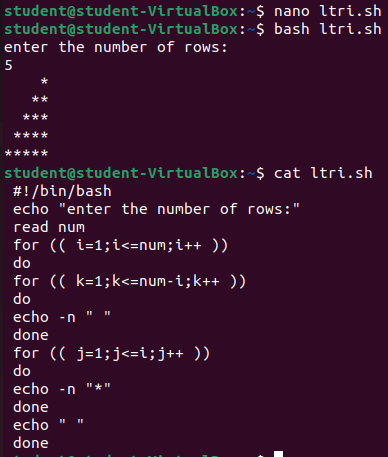 student@student-VirtualBox:~$ nano ltri.sh
student@student-VirtualBox:~$ bash ltri.sh
enter the number of rows:
5
    *
   **
  ***
 ****
*****
student@student-VirtualBox:~$ cat ltri.sh
 #!/bin/bash
 echo "enter the number of rows:"
 read num
 for (( i=1;i<=num;i++ ))
 do
 for (( k=1;k<=num-i;k++ ))
 do
 echo -n " "
 done
 for (( j=1;j<=i;j++ ))
 do
 echo -n "*"
 done
 echo " "
 done